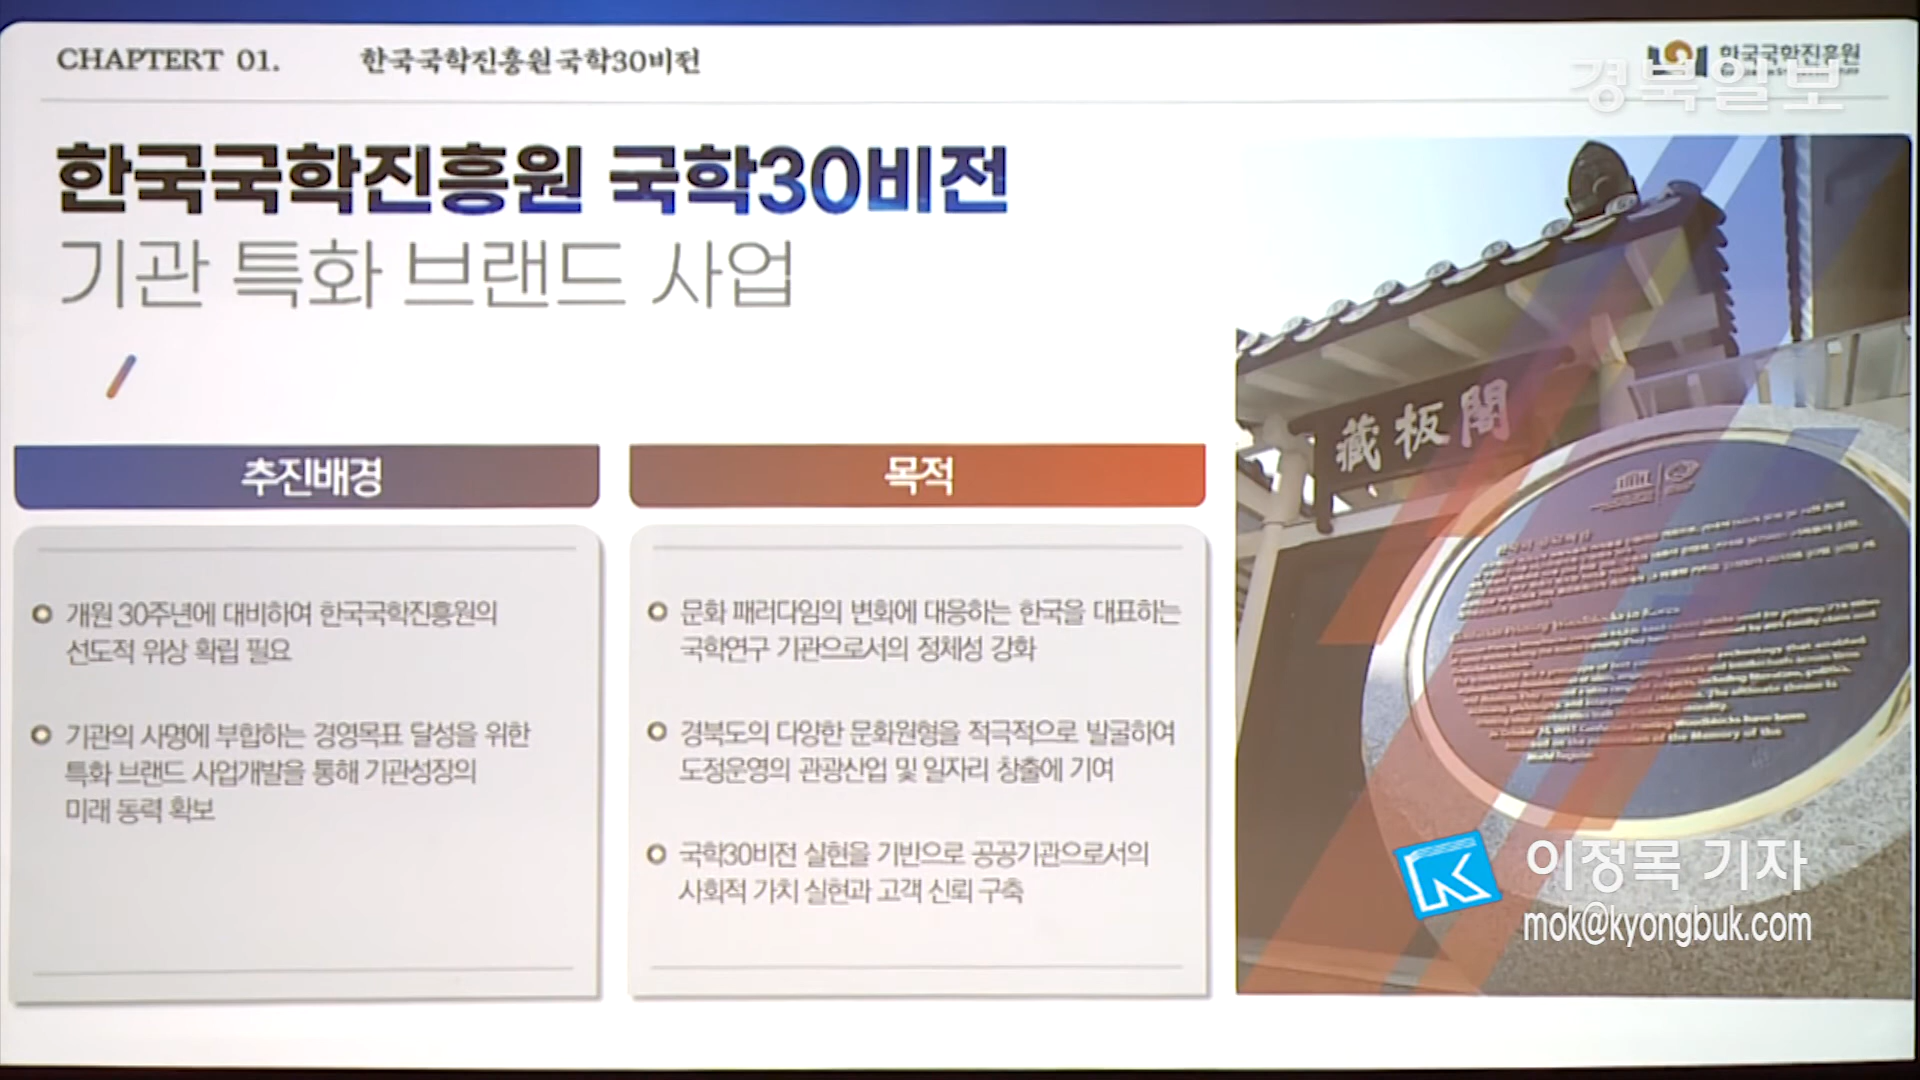 CHAPTERT 01. 한국국학진흥원 국학30비전
한국국학진흥원
경북일보
한국국학진흥원 국학30비전
기관 특화 브랜드 사업
추진배경
개원 30주년에 대비하여 한국국학진흥원의
선도적 위상 확립 필요
기관의 사명에 부합하는 경영목표 달성을 위한
특화 브랜드 사업개발을 통해 기관성장의
미래 동력 확보
목적
문화 패러다임의 변화에 대응하는 한국을 대표하는
국학연구 기관으로서의 정체성 강화
경북도의 다양한 문화원형을 적극적으로 발굴하여
도정운영의 관광산업 및 일자리 창출에 기여
국학30비전 실현을 기반으로 공공기관으로서의
사회적 가치 실현과 고객 신뢰 구축
藏板閣
이정목 기자
mok@kyongbuk.com